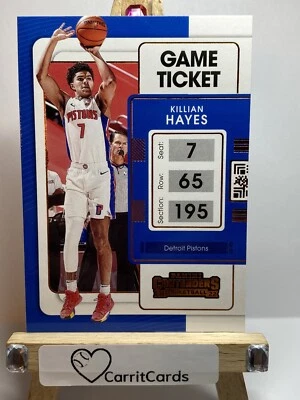 GAME
TICKET
KILLIAN
HAYES
Seat: 7
Row: 65
Section: 195
Detroit Pistons
PISTONS
7
CONTENDERS
CarritCards